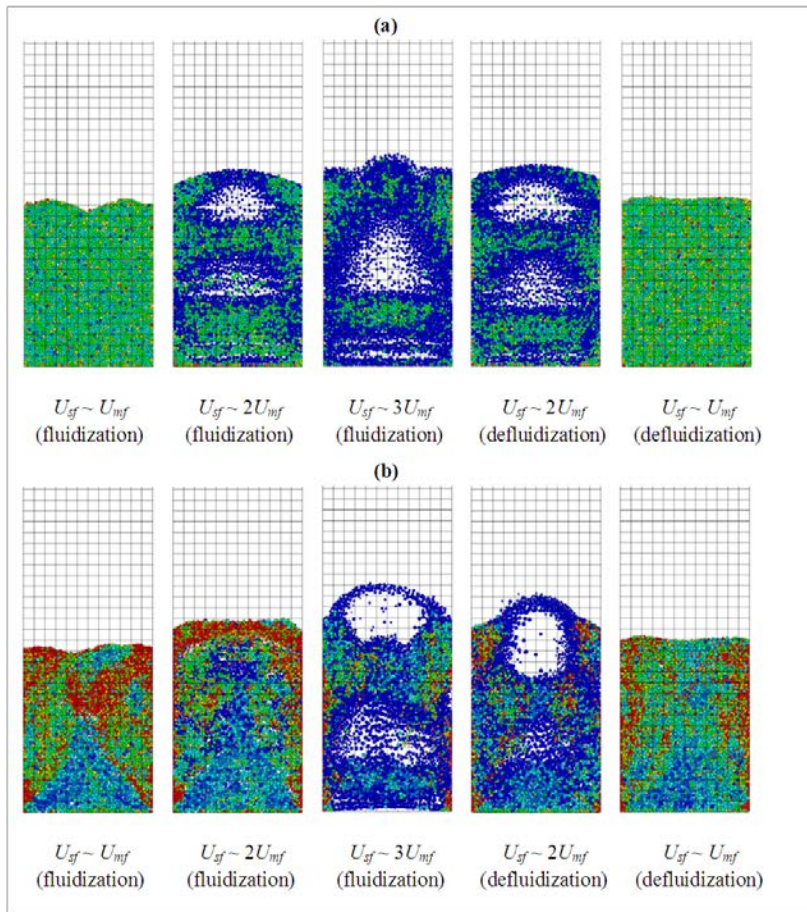 (a)
U_sf ~ U_mf U_sf ~ 2U_mf U_sf ~ 3U_mf U_sf ~ 2U_mf U_sf ~ U_mf
(fluidization) (fluidization) (fluidization) (defluidization) (defluidization)
(b)
U_sf ~ U_mf U_sf ~ 2U_mf U_sf ~ 3U_mf U_sf ~ 2U_mf U_sf ~ U_mf
(fluidization) (fluidization) (fluidization) (defluidization) (defluidization)